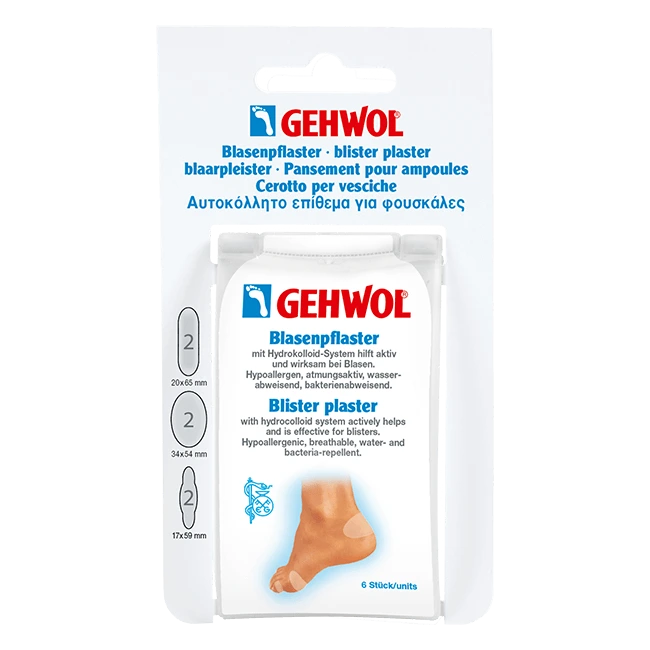 GEHWOL®
Blasenpflaster · blister plaster
blaarpleister · Pansement pour ampoules
Cerotto per vesciche
Αυτοκόλλητο επίθεμα για φουσκάλες
GEHWOL®
Blasenpflaster
mit Hydrokolloid-System hilft aktiv
und wirksam bei Blasen.
Hypoallergen, atmungsaktiv, wasser-
abweisend, bakterienabweisend.
Blister plaster
with hydrocolloid system actively helps
and is effective for blisters.
Hypoallergenic, breathable, water- and
bacteria-repellent.
6 Stück/units
2
20x65 mm
2
34x54 mm
2
17x59 mm